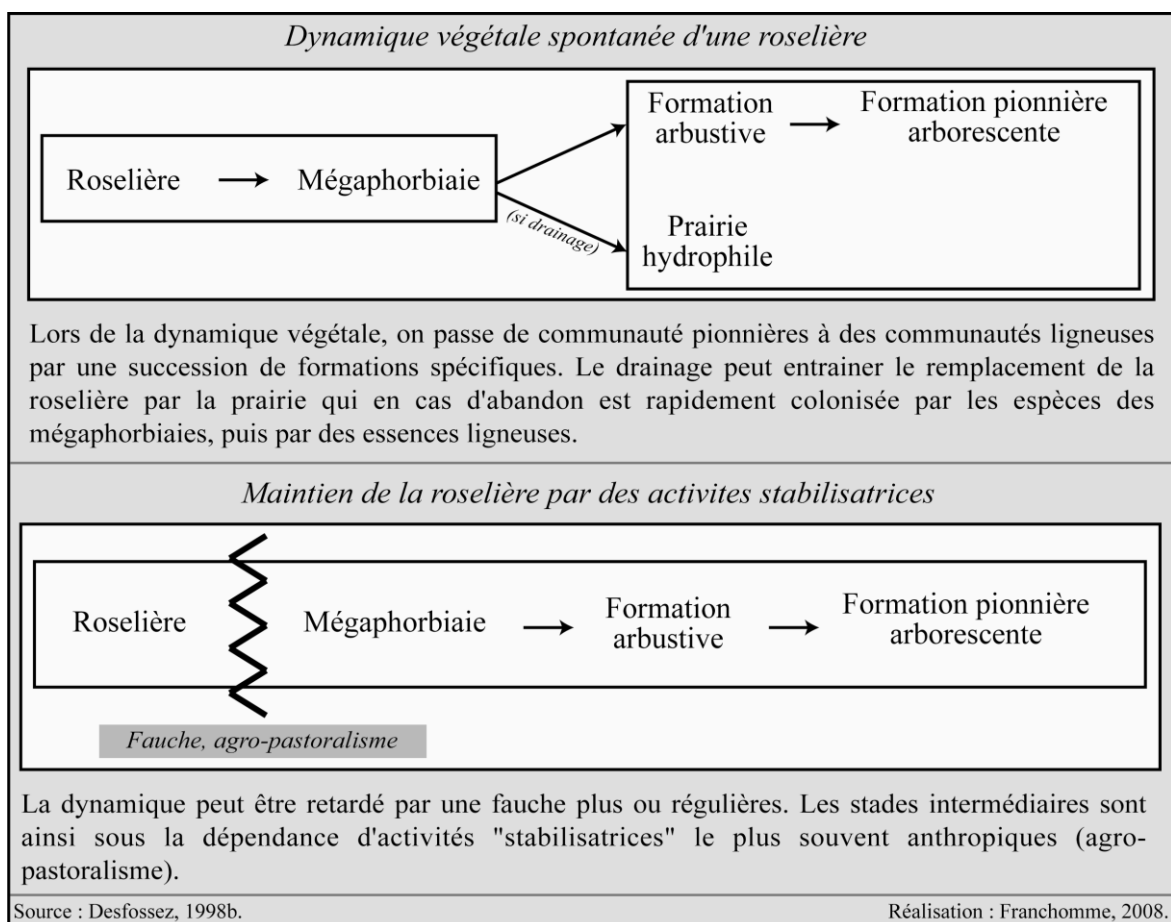 Dynamique végétale spontanée d'une roselière
Formation
arbustive
Formation pionnière
arborescente
Roselière
Mégaphorbiaie
(si drainage)
Prairie
hydrophile
Lors de la dynamique végétale, on passe de communauté pionnières à des communautés ligneuses
par une succession de formations spécifiques. Le drainage peut entrainer le remplacement de la
roselière par la prairie qui en cas d'abandon est rapidement colonisée par les espèces des
mégaphorbiaies, puis par des essences ligneuses.
Maintien de la roselière par des activites stabilisatrices
Roselière
Mégaphorbiaie
Formation
arbustive
Formation pionnière
arborescente
Fauche, agro-pastoralisme
La dynamique peut être retardé par une fauche plus ou régulières. Les stades intermédiaires sont
ainsi sous la dépendance d'activités "stabilisatrices" le plus souvent anthropiques (agro-
pastoralisme).
Source : Desfossez, 1998b.
Réalisation : Franchomme, 2008.